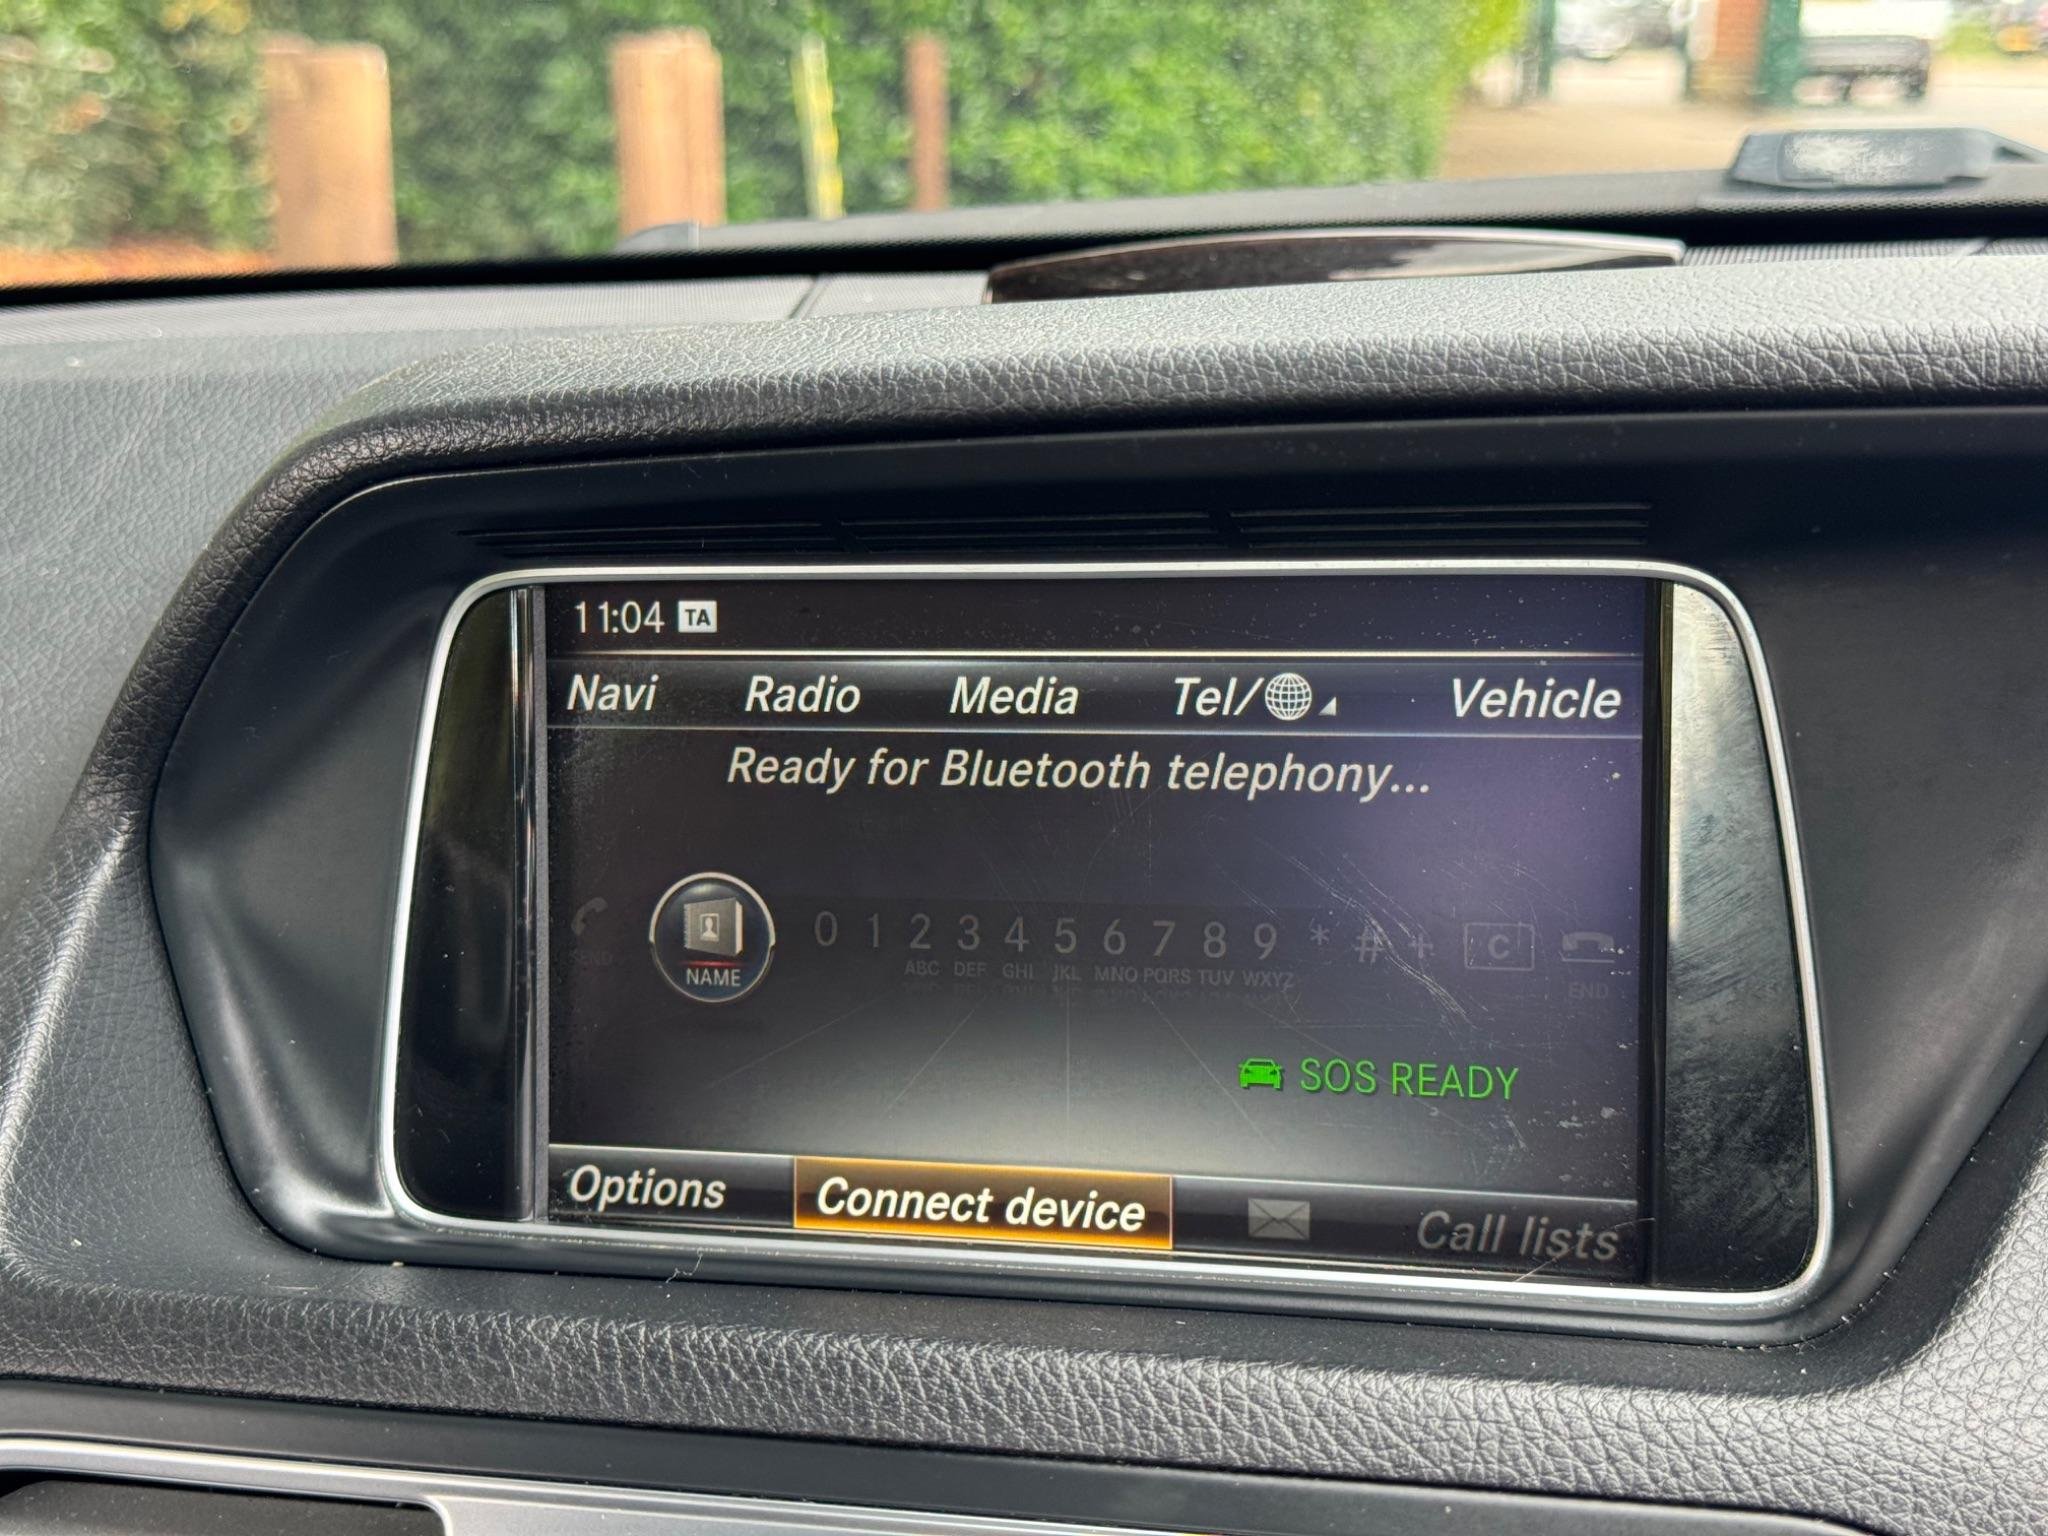 11:04 TA
Navi Radio Media Tel/ Vehicle
Ready for Bluetooth telephony...
SEND NAME 0 1 2 3 4 5 6 7 8 9 * # + C END
ABC DEF GHI JKL MNO PQRS TUV WXYZ
SOS READY
Options Connect device Call lists